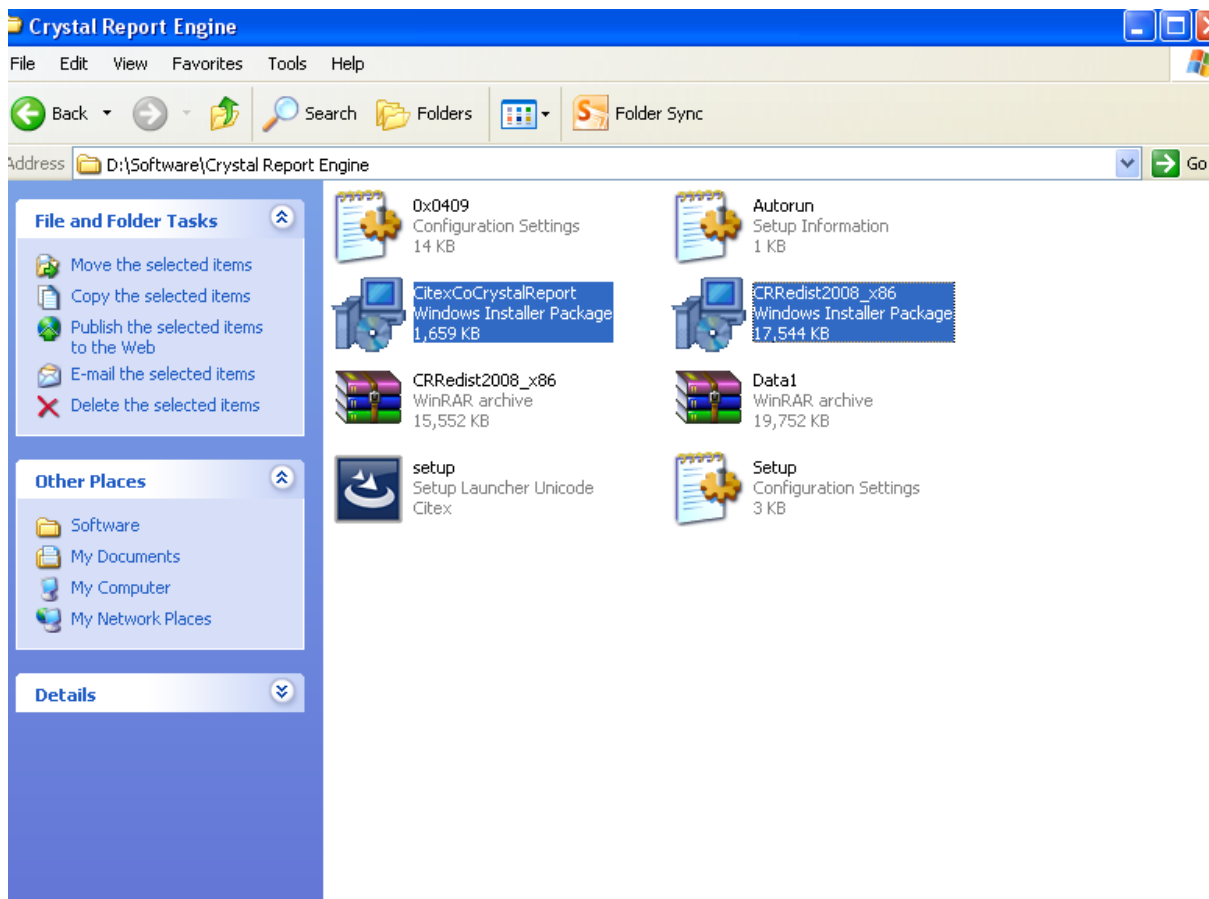 Crystal Report Engine
File Edit View Favorites Tools Help
Back Search Folders Folder Sync
Address D:\Software\Crystal Report Engine Go
File and Folder Tasks
Move the selected items
Copy the selected items
Publish the selected items
to the Web
E-mail the selected items
Delete the selected items
Other Places
Software
My Documents
My Computer
My Network Places
Details
0x0409
Configuration Settings
14 KB
Autorun
Setup Information
1 KB
CitexCoCrystalReport
Windows Installer Package
1,659 KB
CRRedist2008_x86
Windows Installer Package
17,544 KB
CRRedist2008_x86
WinRAR archive
15,552 KB
Data1
WinRAR archive
19,752 KB
setup
Setup Launcher Unicode
Citex
Setup
Configuration Settings
3 KB